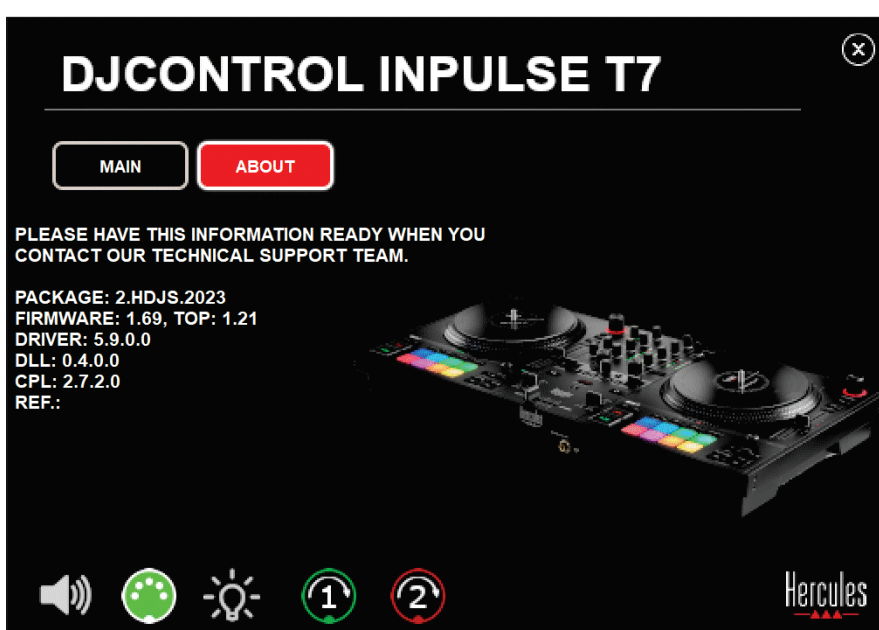 DJCONTROL INPULSE T7
MAIN
ABOUT
PLEASE HAVE THIS INFORMATION READY WHEN YOU
CONTACT OUR TECHNICAL SUPPORT TEAM.
PACKAGE: 2.HDJS.2023
FIRMWARE: 1.69, TOP: 1.21
DRIVER: 5.9.0.0
DLL: 0.4.0.0
CPL: 2.7.2.0
REF.:
1
2
Hercules